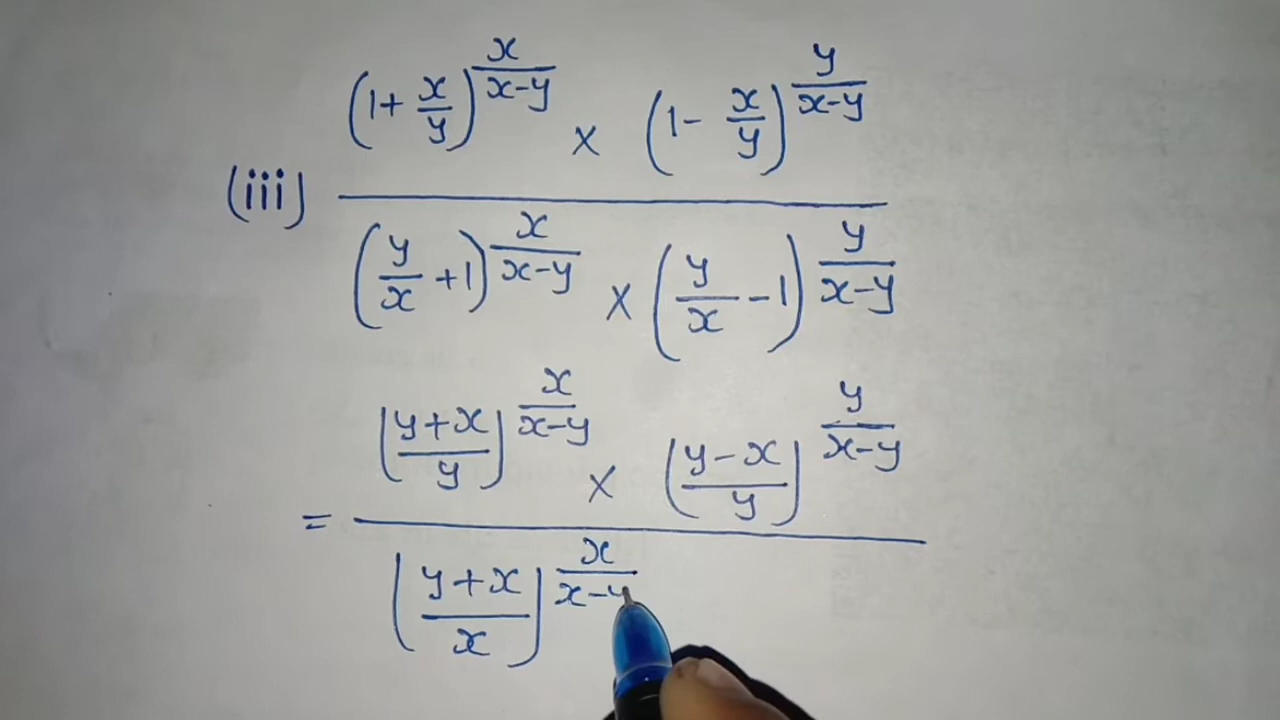 (1+ x/y)^(x/(x-y)) × (1- x/y)^(y/(x-y))
(iii) ―
(y/x +1)^(x/(x-y)) × (y/x -1)^(y/(x-y))
((y+x)/y)^(x/(x-y)) × ((y-x)/y)^(y/(x-y))
= ―
((y+x)/x)^(x/(x-y))